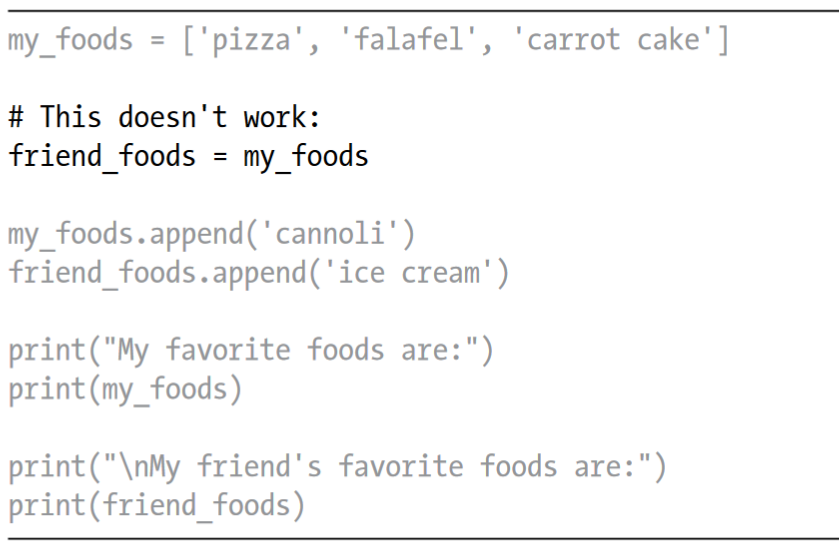 my_foods = ['pizza', 'falafel', 'carrot cake']
# This doesn't work:
friend_foods = my_foods
my_foods.append('cannoli')
friend_foods.append('ice cream')
print("My favorite foods are:")
print(my_foods)
print("\nMy friend's favorite foods are:")
print(friend_foods)